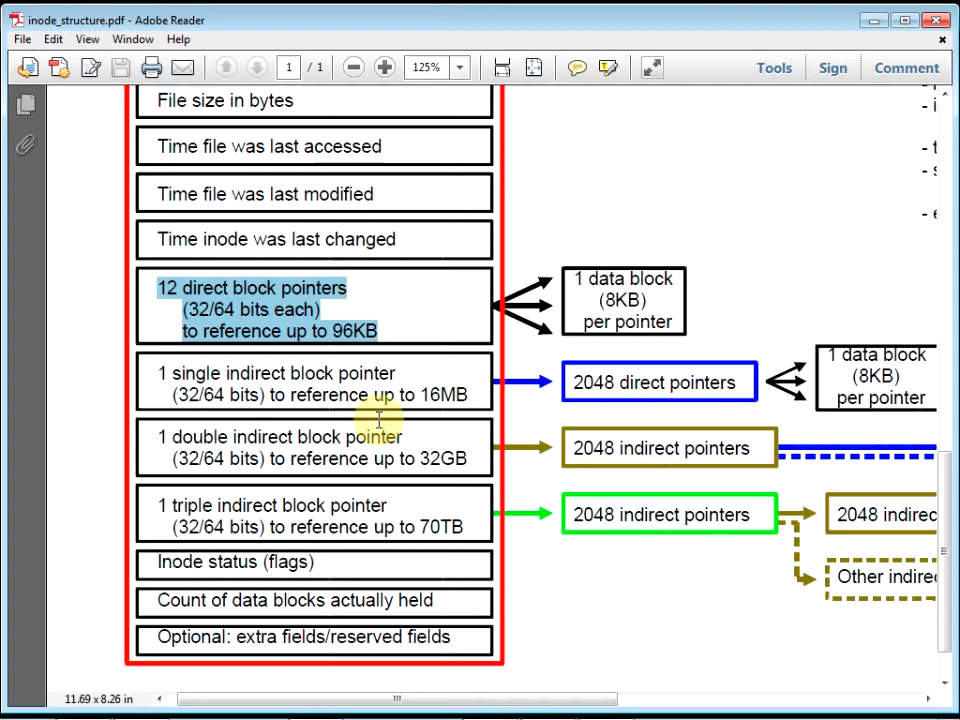 inode_structure.pdf - Adobe Reader
File Edit View Window Help
1 / 1 125% Tools Sign Comment
File size in bytes
Time file was last accessed
Time file was last modified
Time inode was last changed
12 direct block pointers
(32/64 bits each)
to reference up to 96KB
1 data block
(8KB)
per pointer
1 single indirect block pointer
(32/64 bits) to reference up to 16MB
2048 direct pointers
1 data block
(8KB)
per pointer
1 double indirect block pointer
(32/64 bits) to reference up to 32GB
2048 indirect pointers
1 triple indirect block pointer
(32/64 bits) to reference up to 70TB
2048 indirect pointers
2048 indirec
Other indire
Inode status (flags)
Count of data blocks actually held
Optional: extra fields/reserved fields
- i
- t
- s
- e
11.69 x 8.26 in